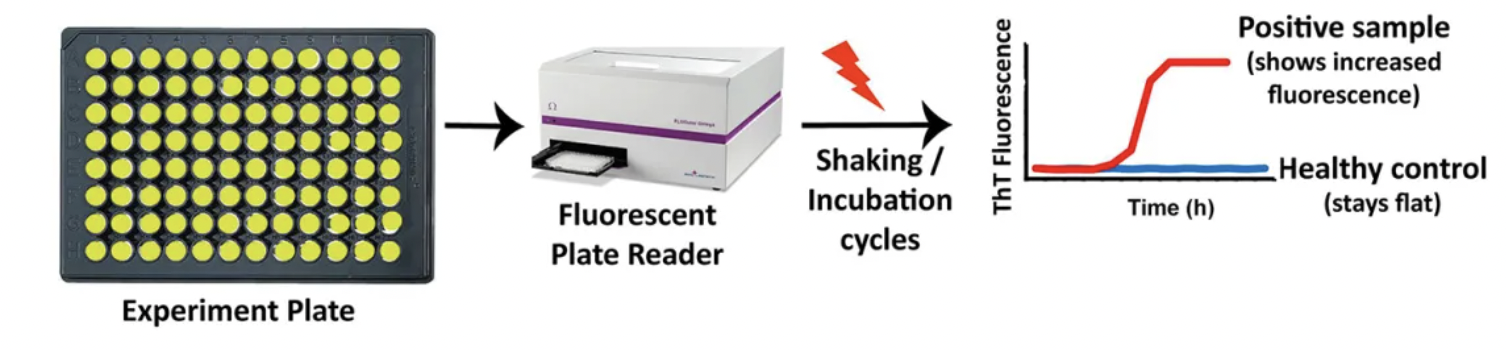 Experiment Plate
Fluorescent
Plate Reader
Shaking /
Incubation
cycles
ThT Fluorescence
Time (h)
Positive sample
(shows increased
fluorescence)
Healthy control
(stays flat)